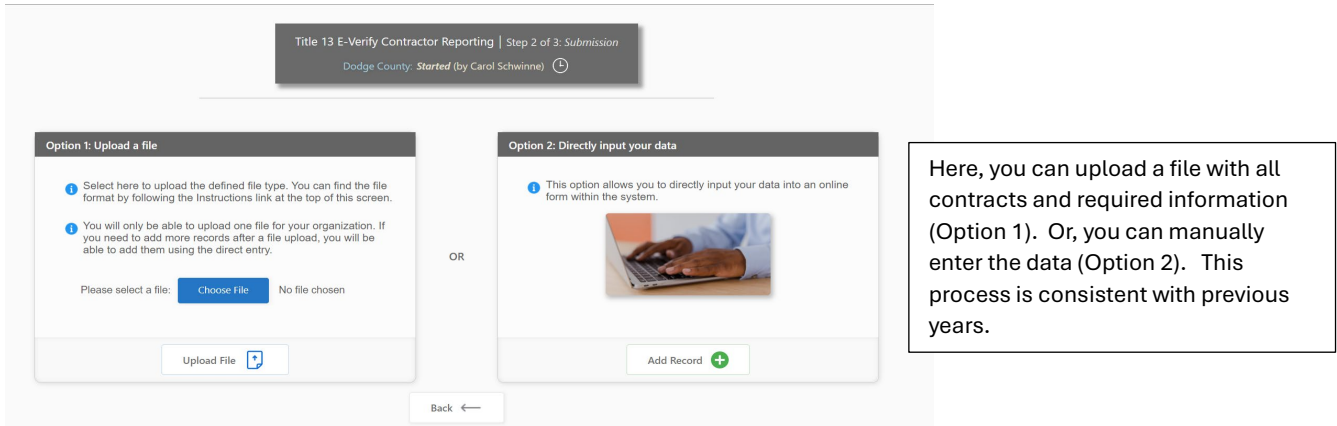 Title 13 E-Verify Contractor Reporting | Step 2 of 3: Submission
Dodge County: Started (by Carol Schwinne)
Option 1: Upload a file
Select here to upload the defined file type. You can find the file
format by following the Instructions link at the top of this screen.
You will only be able to upload one file for your organization. If
you need to add more records after a file upload, you will be
able to add them using the direct entry.
Please select a file: Choose File No file chosen
Upload File
OR
Option 2: Directly input your data
This option allows you to directly input your data into an online
form within the system.
Add Record
Back
Here, you can upload a file with all
contracts and required information
(Option 1). Or, you can manually
enter the data (Option 2). This
process is consistent with previous
years.